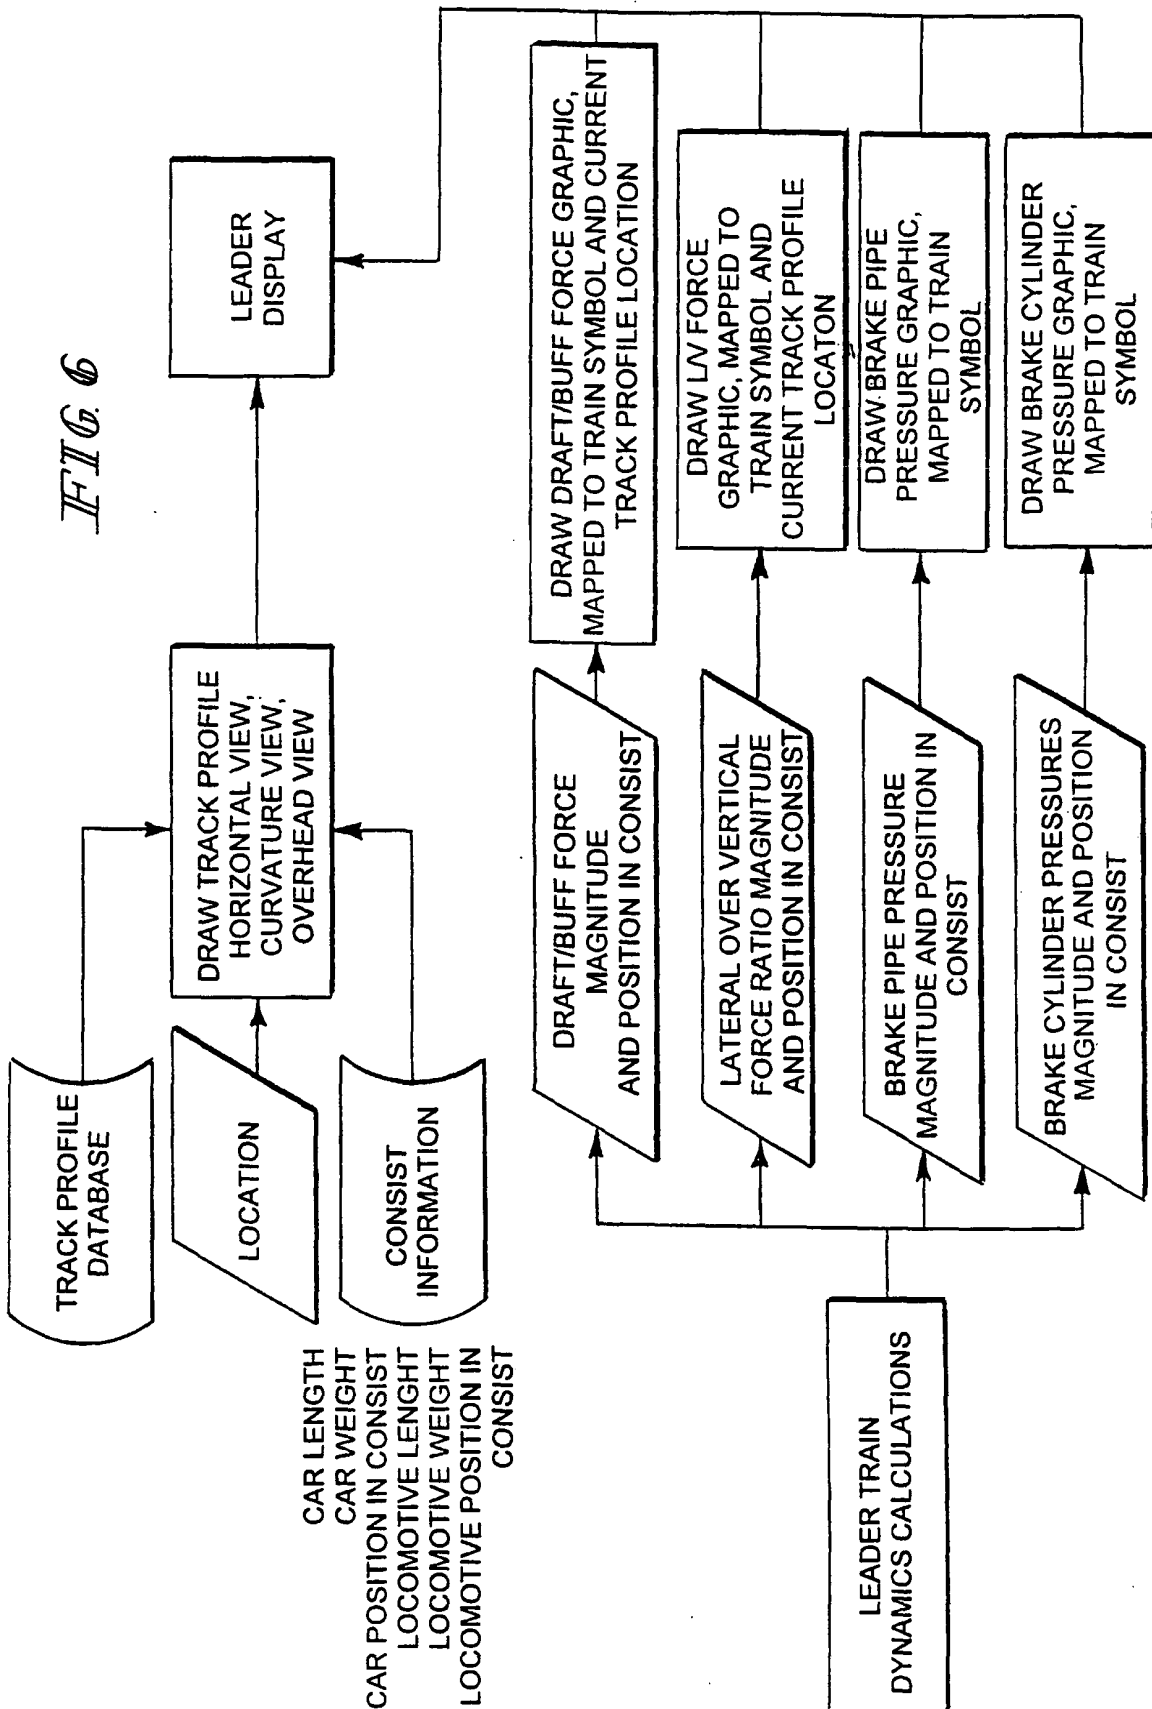 FIG. 6
TRACK PROFILE
DATABASE
LOCATION
CONSIST
INFORMATION
CAR LENGTH
CAR WEIGHT
CAR POSITION IN CONSIST
LOCOMOTIVE LENGHT
LOCOMOTIVE WEIGHT
LOCOMOTIVE POSITION IN
CONSIST
DRAW TRACK PROFILE
HORIZONTAL VIEW,
CURVATURE VIEW,
OVERHEAD VIEW
LEADER
DISPLAY
LEADER TRAIN
DYNAMICS CALCULATIONS
DRAFT/BUFF FORCE
MAGNITUDE
AND POSITION IN CONSIST
DRAW DRAFT/BUFF FORCE GRAPHIC,
MAPPED TO TRAIN SYMBOL AND CURRENT
TRACK PROFILE LOCATION
LATERAL OVER VERTICAL
FORCE RATIO MAGNITUDE
AND POSITION IN CONSIST
DRAW L/V FORCE
GRAPHIC, MAPPED TO
TRAIN SYMBOL AND
CURRENT TRACK PROFILE
LOCATON
BRAKE PIPE PRESSURE
MAGNITUDE AND POSITION IN
CONSIST
DRAW BRAKE PIPE
PRESSURE GRAPHIC,
MAPPED TO TRAIN
SYMBOL
BRAKE CYLINDER PRESSURES
MAGNITUDE AND POSITION
IN CONSIST
DRAW BRAKE CYLINDER
PRESSURE GRAPHIC,
MAPPED TO TRAIN
SYMBOL